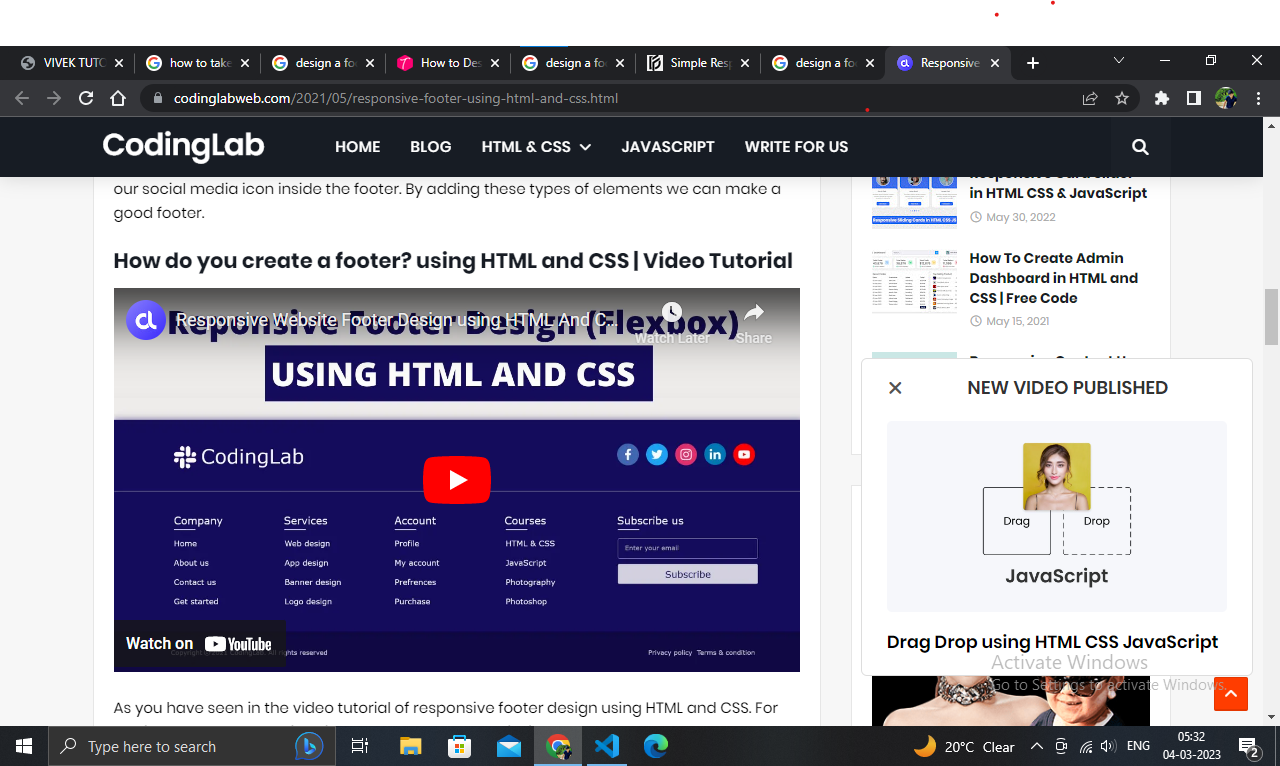 VIVEK TUTO
how to take
design a fo
How to Des
design a fo
Simple Resp
design a fo
Responsive
codinglabweb.com/2021/05/responsive-footer-using-html-and-css.html
CodingLab
HOME
BLOG
HTML & CSS
JAVASCRIPT
WRITE FOR US
our social media icon inside the footer. By adding these types of elements we can make a
good footer.
How do you create a footer? using HTML and CSS | Video Tutorial
Responsive Website Footer Design using HTML And C...
Watch Later
Share
Design (Flexbox)
USING HTML AND CSS
CodingLab
Company
Home
About us
Contact us
Get started
Services
Web design
App design
Banner design
Logo design
Account
Profile
My account
Prefrences
Purchase
Courses
HTML & CSS
JavaScript
Photography
Photoshop
Subscribe us
Enter your email
Subscribe
Watch on YouTube
rights reserved
Privacy policy Terms & condition
As you have seen in the video tutorial of responsive footer design using HTML and CSS. For
in HTML CSS & JavaScript
May 30, 2022
How To Create Admin
Dashboard in HTML and
CSS | Free Code
May 15, 2021
NEW VIDEO PUBLISHED
Drag
Drop
JavaScript
Drag Drop using HTML CSS JavaScript
Activate Windows
Go to Settings to activate Windows.
Type here to search
20°C Clear
ENG
05:32
04-03-2023
2